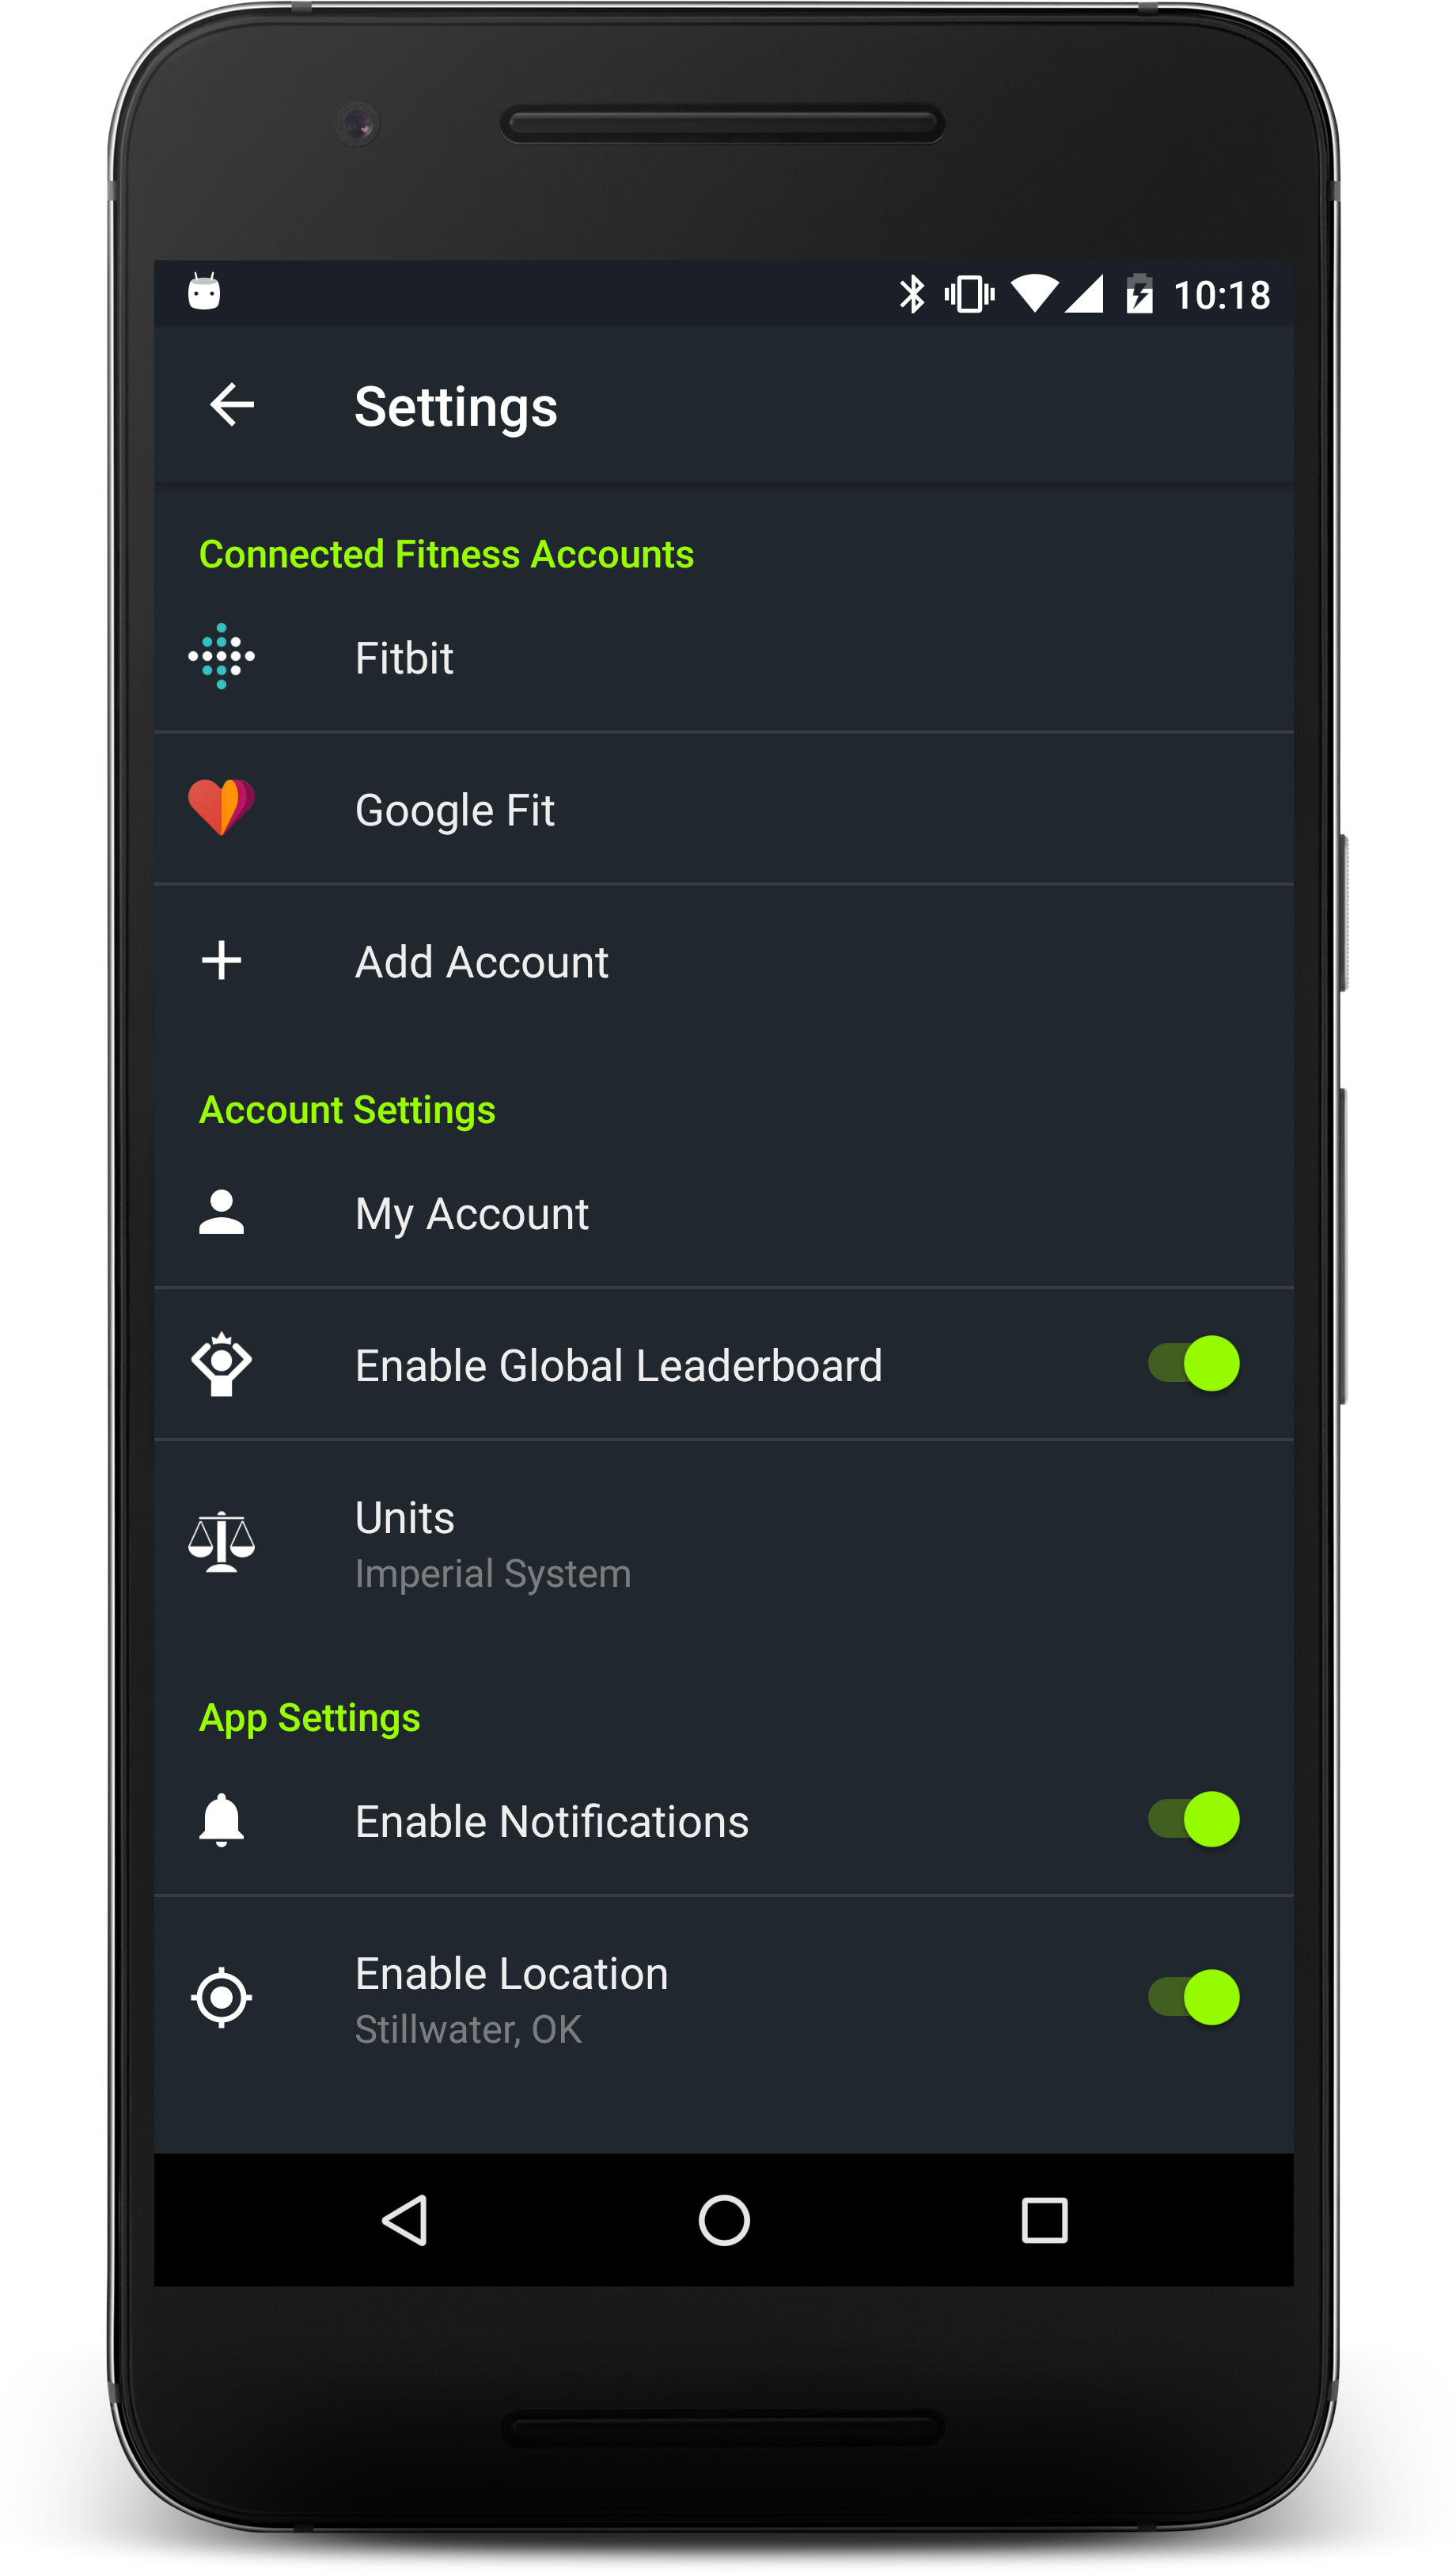 10:18
Settings
Connected Fitness Accounts
Fitbit
Google Fit
Add Account
Account Settings
My Account
Enable Global Leaderboard
Units
Imperial System
App Settings
Enable Notifications
Enable Location
Stillwater, OK